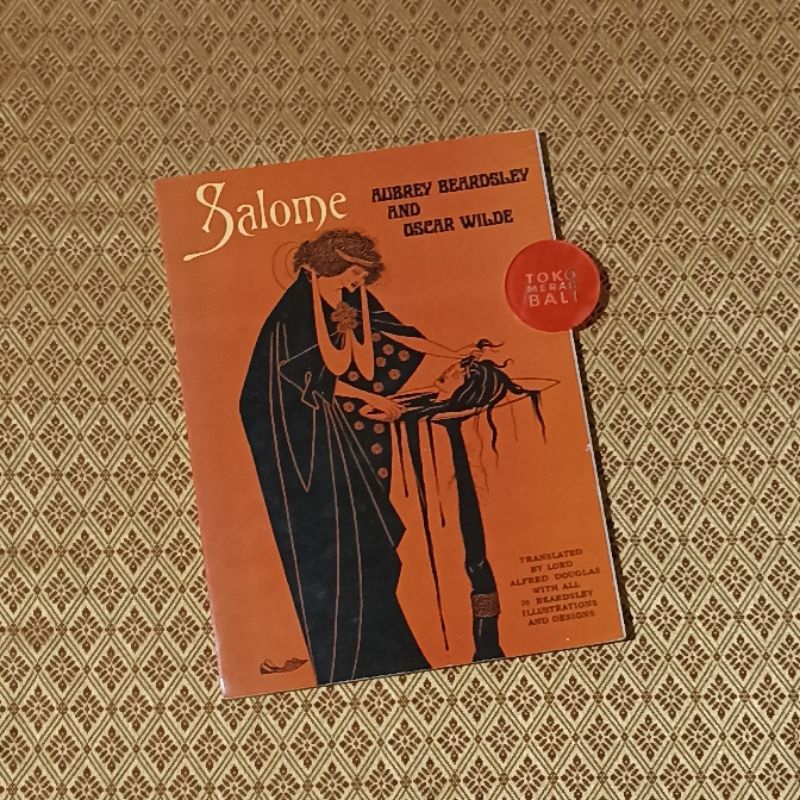 Salome
AUBREY BEARDSLEY
AND
OSCAR WILDE
TOKO
MERAH
BALI
TRANSLATED
BY LORD
ALFRED DOUGLAS
WITH ALL
20 BEARDSLEY
ILLUSTRATIONS
AND DESIGNS